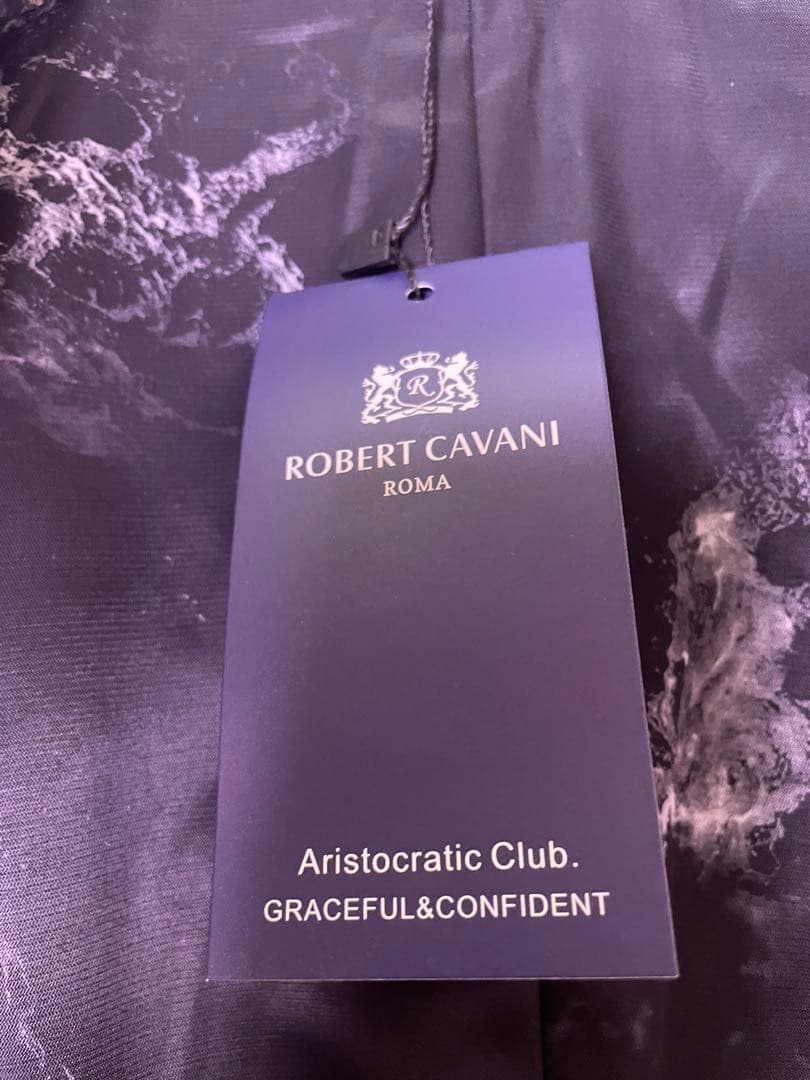 R
ROBERT CAVANI
ROMA
Aristocratic Club.
GRACEFUL&CONFIDENT